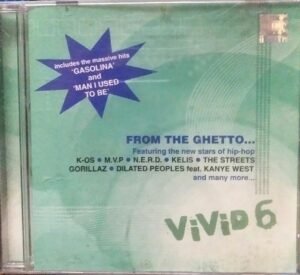 includes the massive hits
'GASOLINA'
and
'MAN I USED
TO BE'
FROM THE GHETTO...
Featuring the new stars of hip-hop
K-OS ● M.V.P ● N.E.R.D. ● KELIS ● THE STREETS
GORILLAZ ● DILATED PEOPLES feat. KANYE WEST
and many more...
ViViD 6